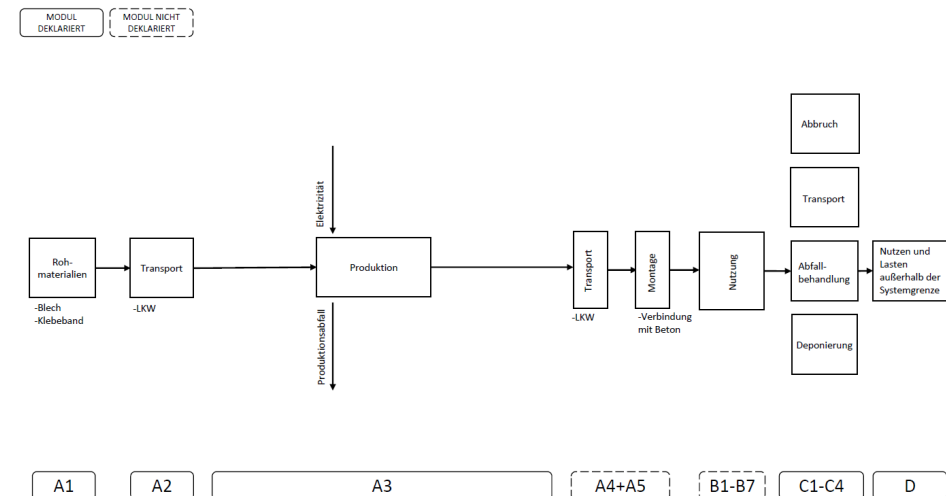 MODUL
DEKLARIERT
MODUL NICHT
DEKLARIERT
Abbruch
Elektrizität
Transport
Roh-
materialien
Transport
Produktion
Transport
Montage
Nutzung
Abfall-
behandlung
Nutzen und
Lasten
außerhalb der
Systemgrenze
-Blech
-Klebeband
-LKW
-LKW
-Verbindung
mit Beton
Produktionsabfall
Deponierung
A1
A2
A3
A4+A5
B1-B7
C1-C4
D